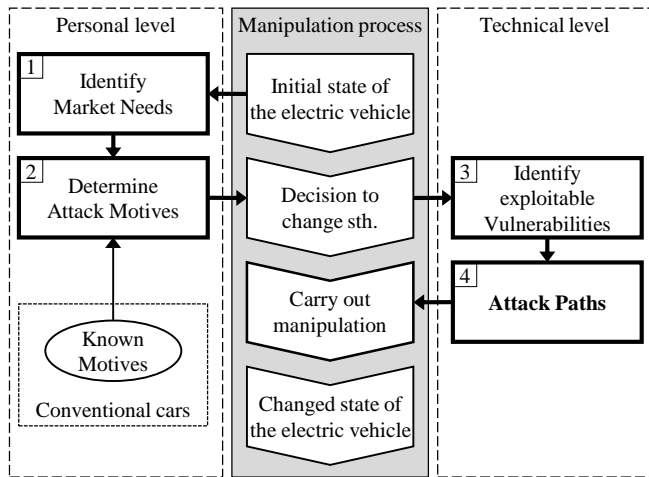 Personal level
Manipulation process
Technical level
1
Identify
Market Needs
Initial state of
the electric vehicle
2
Determine
Attack Motives
Decision to
change sth.
3
Identify
exploitable
Vulnerabilities
4
Attack Paths
Carry out
manipulation
Known
Motives
Conventional cars
Changed state of
the electric vehicle